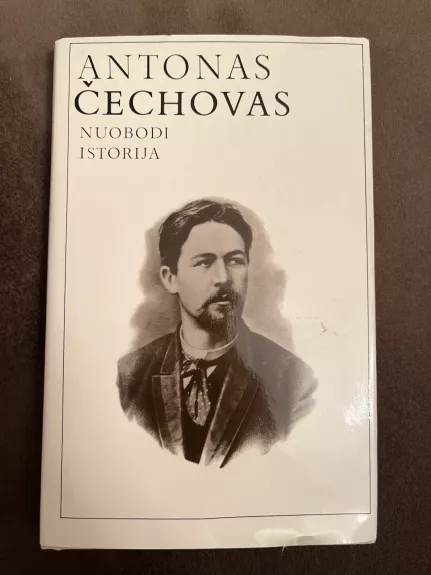 ANTONAS
ČECHOVAS
NUOBODI
ISTORIJA